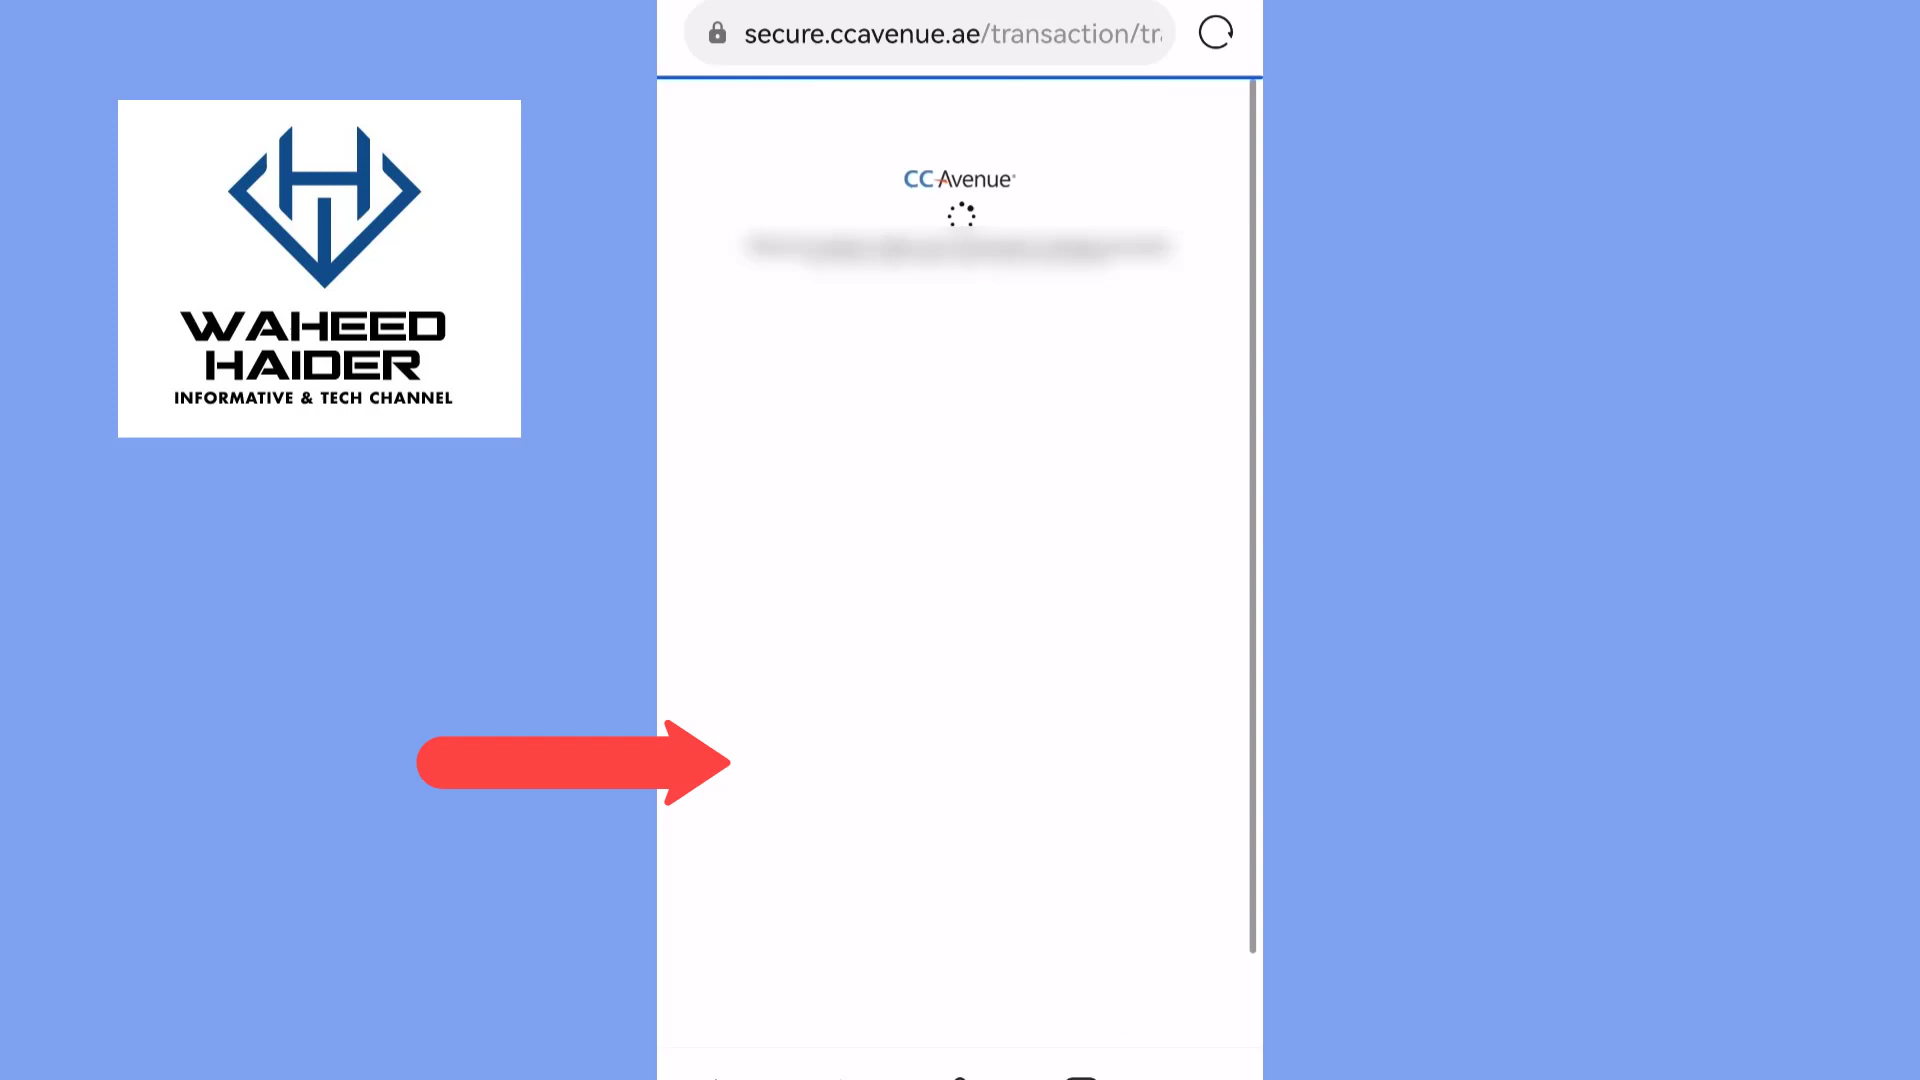 secure.ccavenue.ae/transaction/tr
CCAvenue
WAHEED
HAIDER
INFORMATIVE & TECH CHANNEL